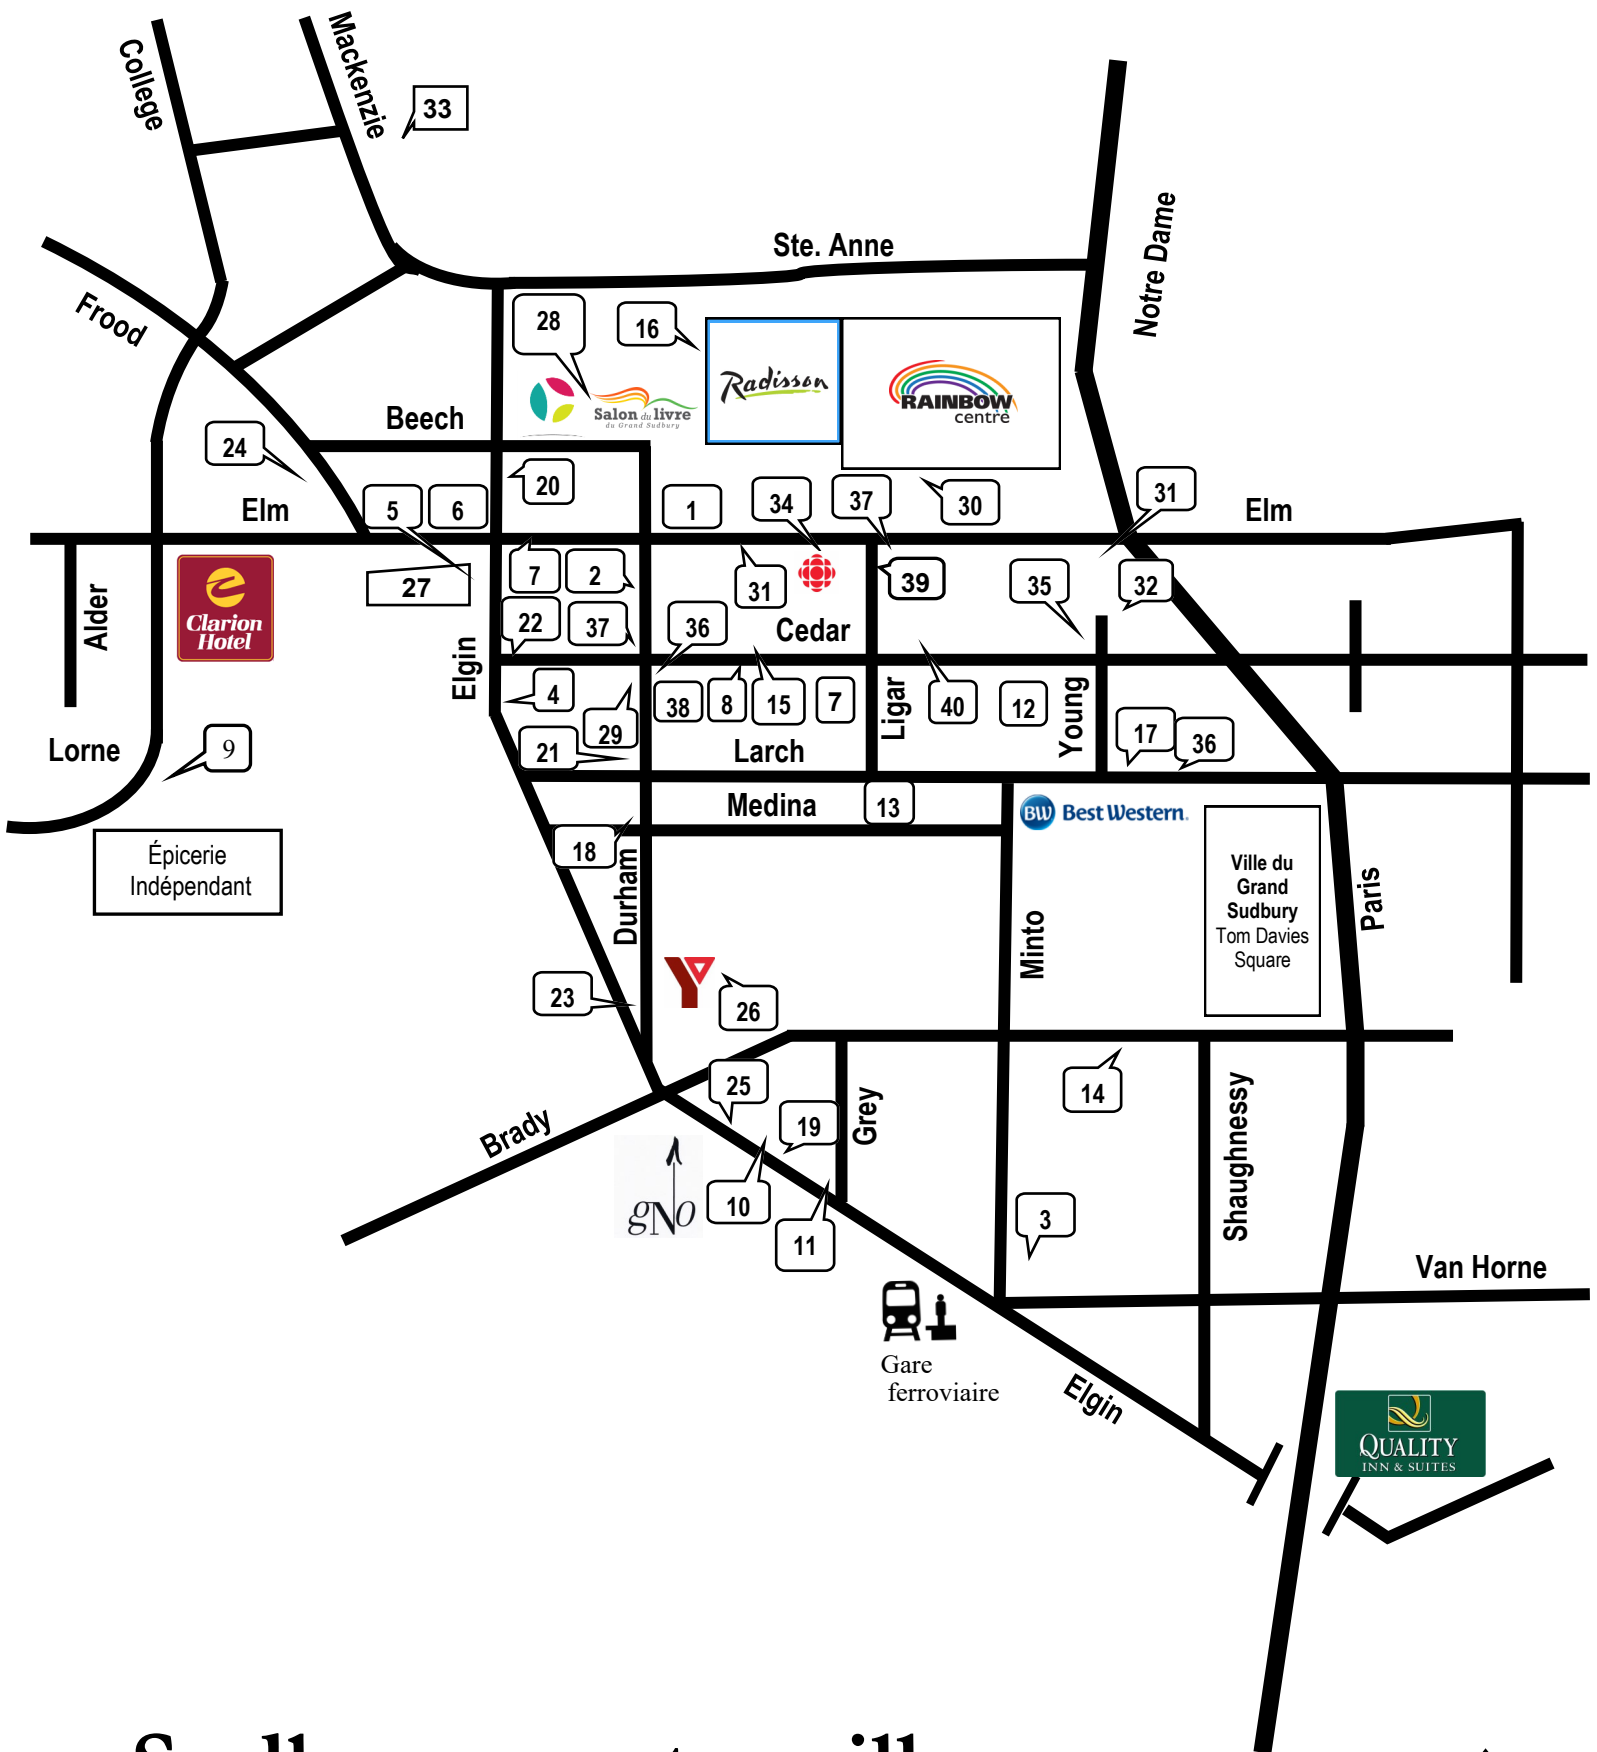 College
Mackenzie
33
Ste. Anne
Notre Dame
Frood
28
16
Radisson
RAINBOW
centre
Salon du livre
du Grand Sudbury
Beech
24
20
5
6
1
34
37
30
31
Elm
Elm
Alder
Clarion
Hotel
27
7
2
31
39
35
32
22
37
36
Cedar
Elgin
4
38
8
15
7
Ligar
40
12
Young
17
36
29
21
Larch
Lorne
9
Medina
13
BW Best Western.
18
Durham
Épicerie
Indépendant
Ville du
Grand
Sudbury
Tom Davies
Square
Paris
Minto
23
26
25
14
19
Grey
Brady
Shaughnessy
gNo
10
11
3
Van Horne
Gare
ferroviaire
Elgin
QUALITY
INN & SUITES